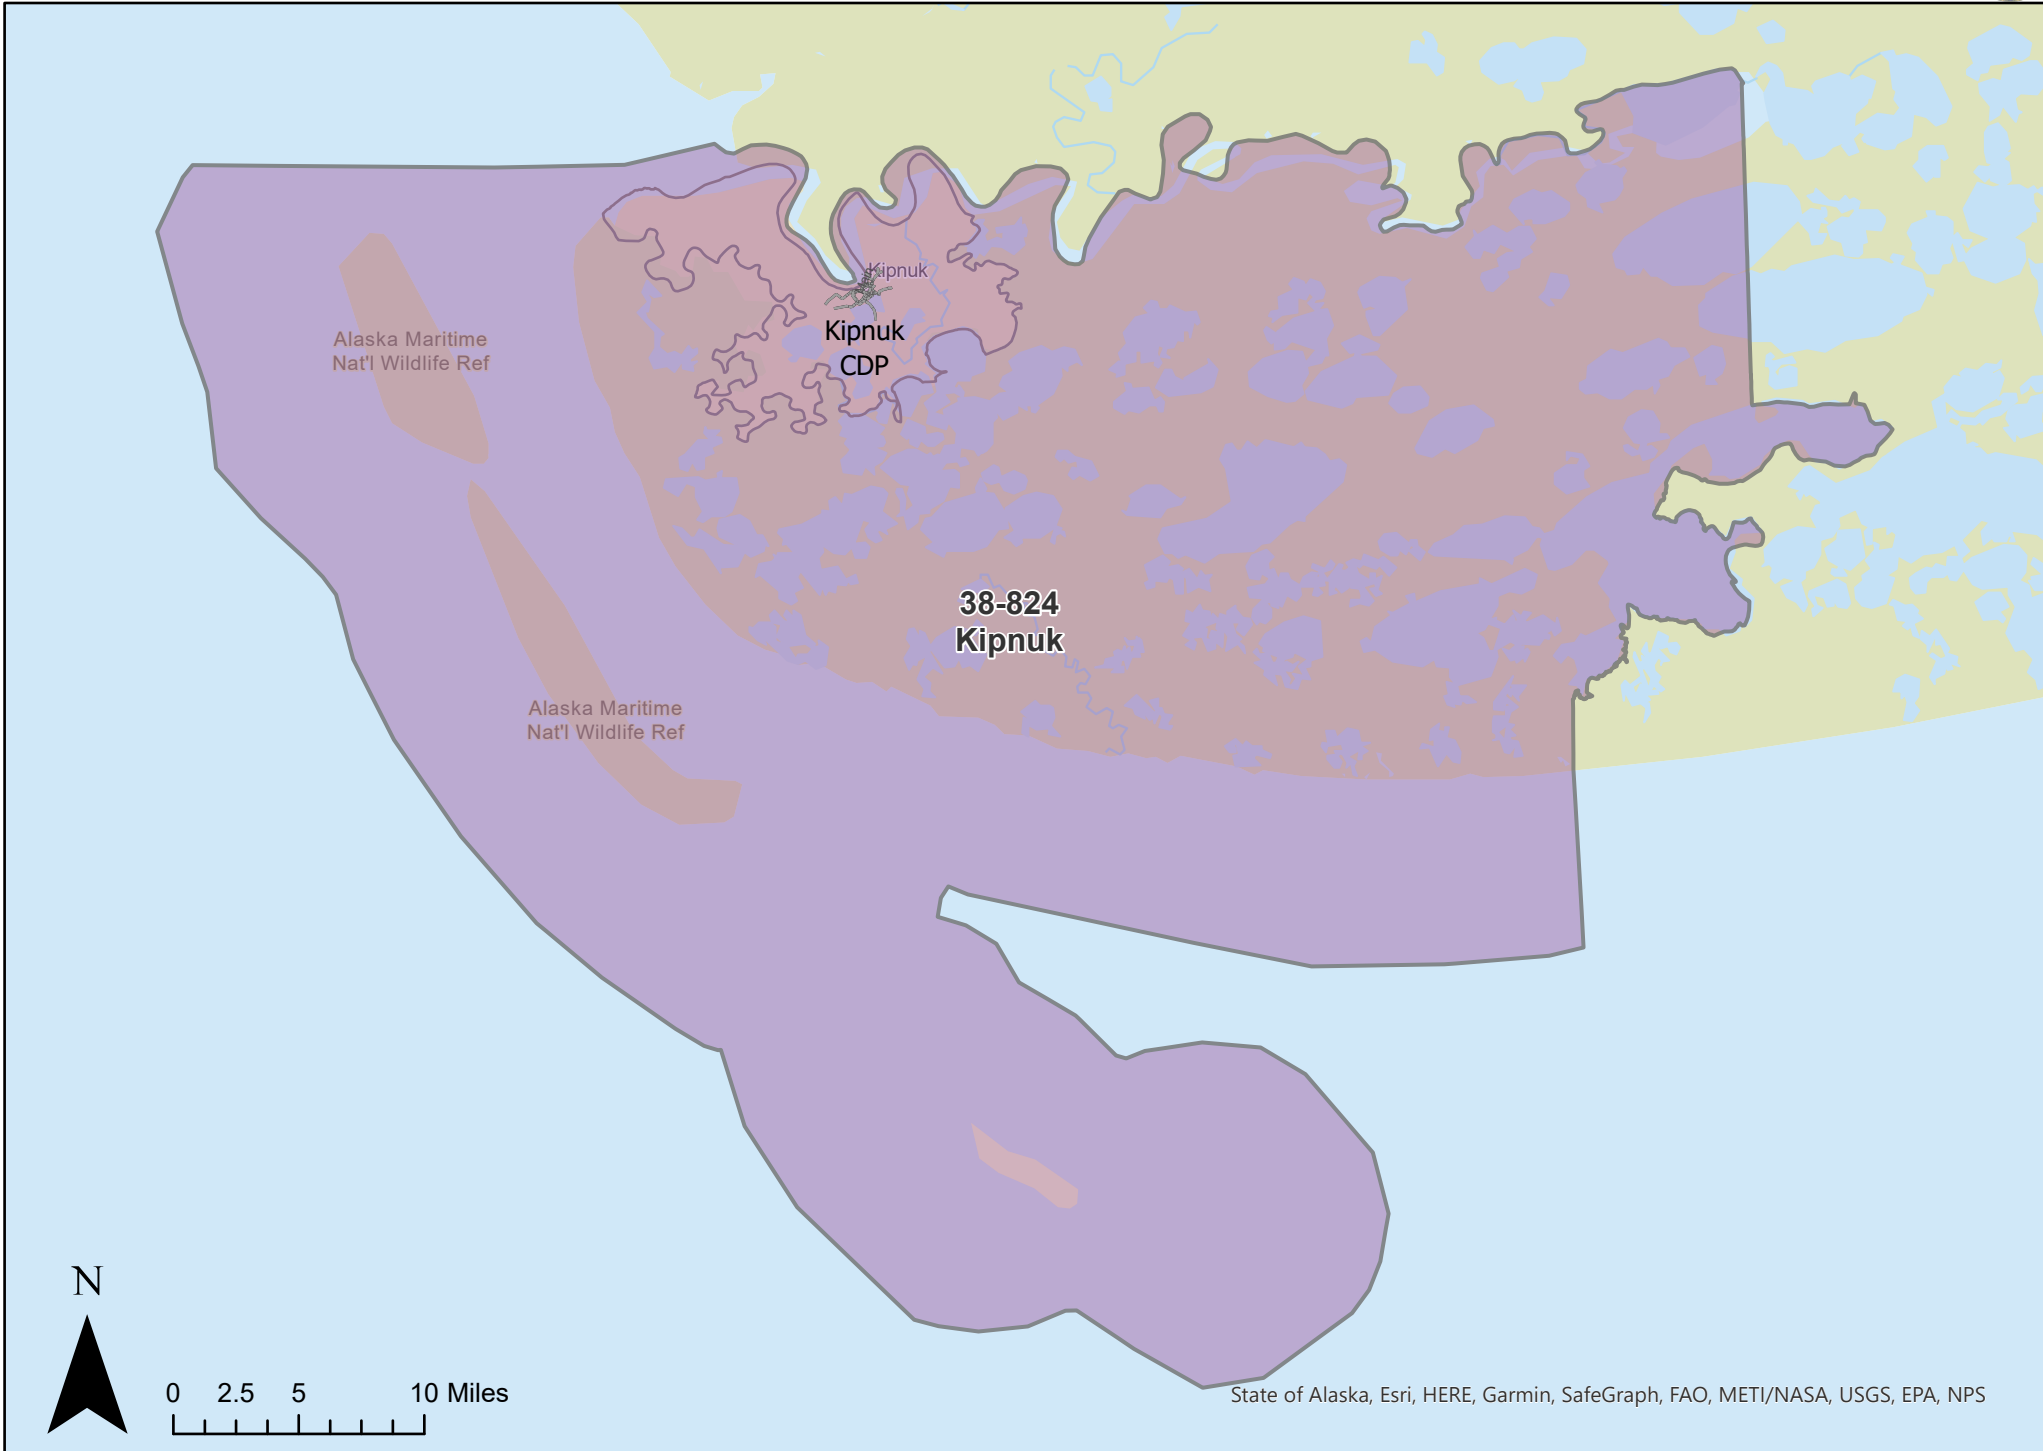 Kipnuk
Kipnuk
CDP
Alaska Maritime
Nat'l Wildlife Ref
38-824
Kipnuk
Alaska Maritime
Nat'l Wildlife Ref
N
0 2.5 5 10 Miles
State of Alaska, Esri, HERE, Garmin, SafeGraph, FAO, METI/NASA, USGS, EPA, NPS